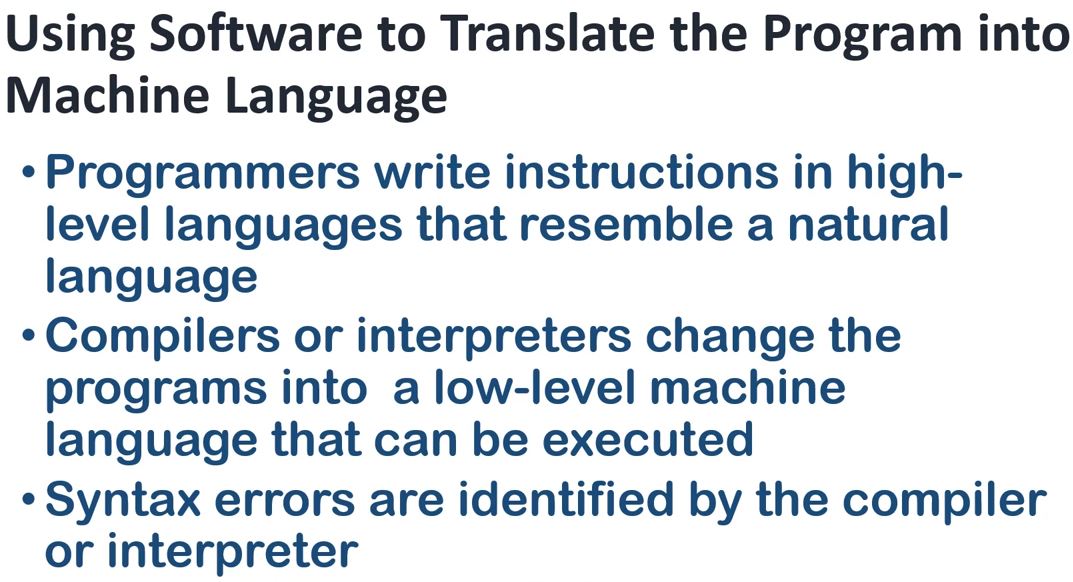 Using Software to Translate the Program into
Machine Language
• Programmers write instructions in high-
level languages that resemble a natural
language
• Compilers or interpreters change the
programs into  a low-level machine
language that can be executed
• Syntax errors are identified by the compiler
or interpreter